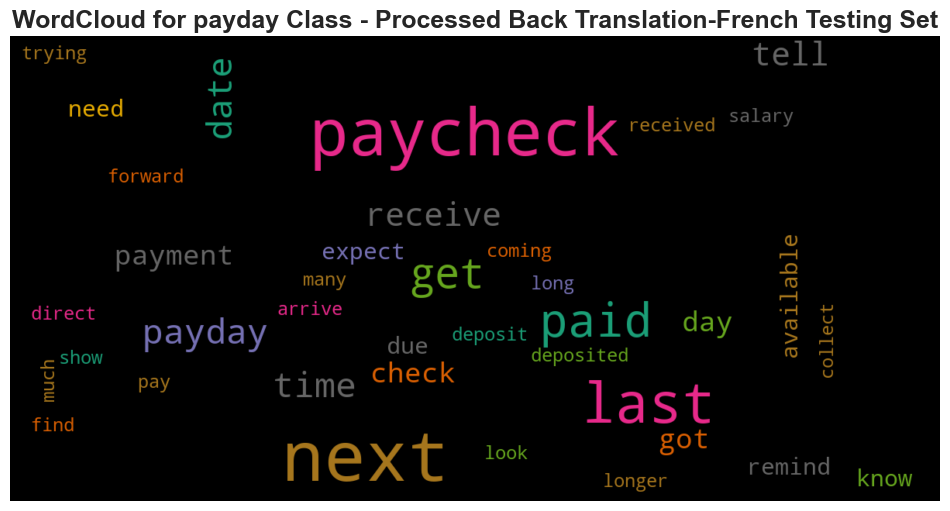 WordCloud for payday Class - Processed Back Translation-French Testing Set
trying
tell
date
need
paycheck
received
salary
forward
receive
payment
expect
coming
available
get
many
long
direct
arrive
collect
payday
paid
day
deposit
due
deposited
show
much
pay
time
check
last
find
got
next
look
remind
longer
know